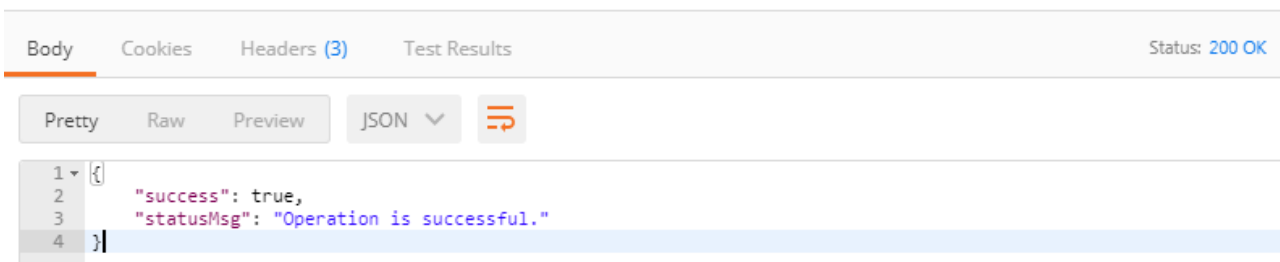 Body Cookies Headers (3) Test Results Status: 200 OK
Pretty Raw Preview JSON
1 {
2 "success": true,
3 "statusMsg": "Operation is successful."
4 }